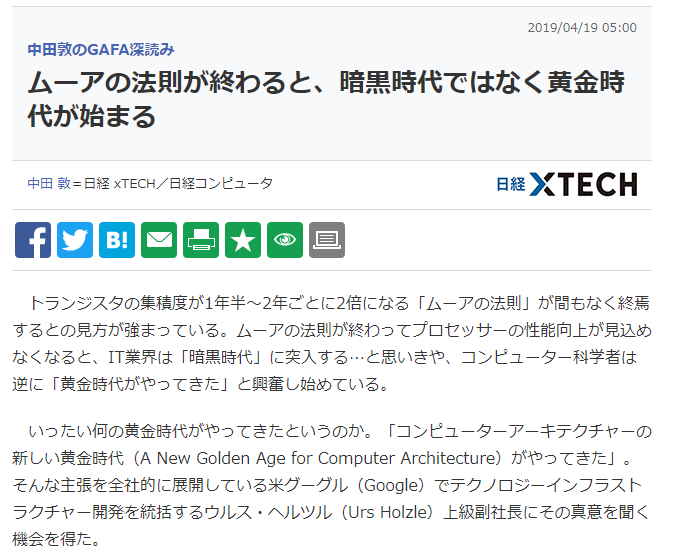 2019/04/19 05:00
中田敦のGAFA深読み
ムーアの法則が終わると、暗黒時代ではなく黄金時
代が始まる
中田 敦＝日経 xTECH／日経コンピュータ
日経 XTECH
f B!
　トランジスタの集積度が1年半～2年ごとに2倍になる「ムーアの法則」が間もなく終焉
するとの見方が強まっている。ムーアの法則が終わってプロセッサーの性能向上が見込め
なくなると、IT業界は「暗黒時代」に突入する…と思いきや、コンピューター科学者は
逆に「黄金時代がやってきた」と興奮し始めている。
　いったい何の黄金時代がやってきたというのか。「コンピューターアーキテクチャーの
新しい黄金時代（A New Golden Age for Computer Architecture）がやってきた」。
そんな主張を全社的に展開している米グーグル（Google）でテクノロジーインフラスト
ラクチャー開発を統括するウルス・ヘルツル（Urs Holzle）上級副社長にその真意を聞く
機会を得た。